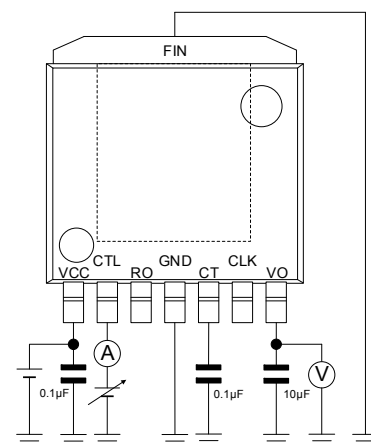 FIN
CTL GND CLK
VCC RO CT VO
A V
0.1µF 0.1µF 10µF